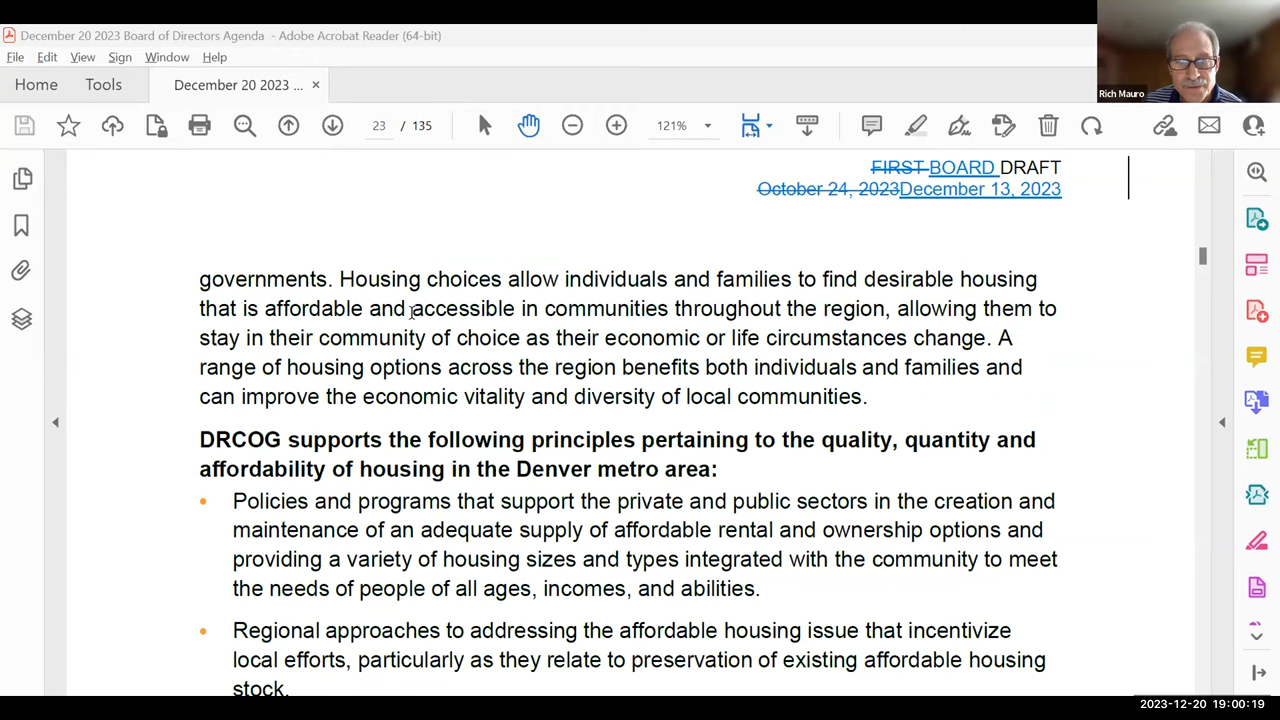 December 20 2023 Board of Directors Agenda - Adobe Acrobat Reader (64-bit)
File Edit View Sign Window Help
Home Tools December 20 2023 ... ×
23 / 135 121%
Rich Mauro
FIRST BOARD DRAFT
October 24, 2023December 13, 2023
governments. Housing choices allow individuals and families to find desirable housing
that is affordable and accessible in communities throughout the region, allowing them to
stay in their community of choice as their economic or life circumstances change. A
range of housing options across the region benefits both individuals and families and
can improve the economic vitality and diversity of local communities.
DRCOG supports the following principles pertaining to the quality, quantity and
affordability of housing in the Denver metro area:
• Policies and programs that support the private and public sectors in the creation and
maintenance of an adequate supply of affordable rental and ownership options and
providing a variety of housing sizes and types integrated with the community to meet
the needs of people of all ages, incomes, and abilities.
• Regional approaches to addressing the affordable housing issue that incentivize
local efforts, particularly as they relate to preservation of existing affordable housing
stock.
2023-12-20 19:00:19